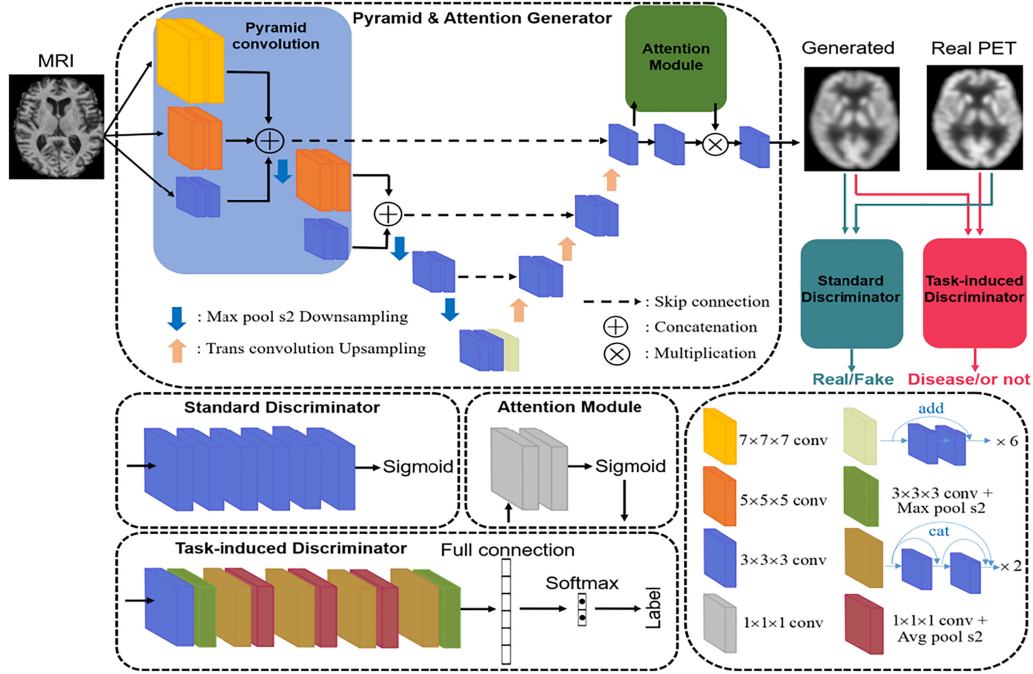 Pyramid & Attention Generator
MRI
Pyramid
convolution
Attention
Module
Generated
Real PET
: Max pool s2 Downsampling
: Trans convolution Upsampling
: Skip connection
: Concatenation
: Multiplication
Standard
Discriminator
Task-induced
Discriminator
Real/Fake
Disease/or not
Standard Discriminator
Sigmoid
Attention Module
Sigmoid
Task-induced Discriminator
Full connection
Softmax
Label
7×7×7 conv
add
× 6
5×5×5 conv
3×3×3 conv +
Max pool s2
3×3×3 conv
cat
× 2
1×1×1 conv
1×1×1 conv +
Avg pool s2